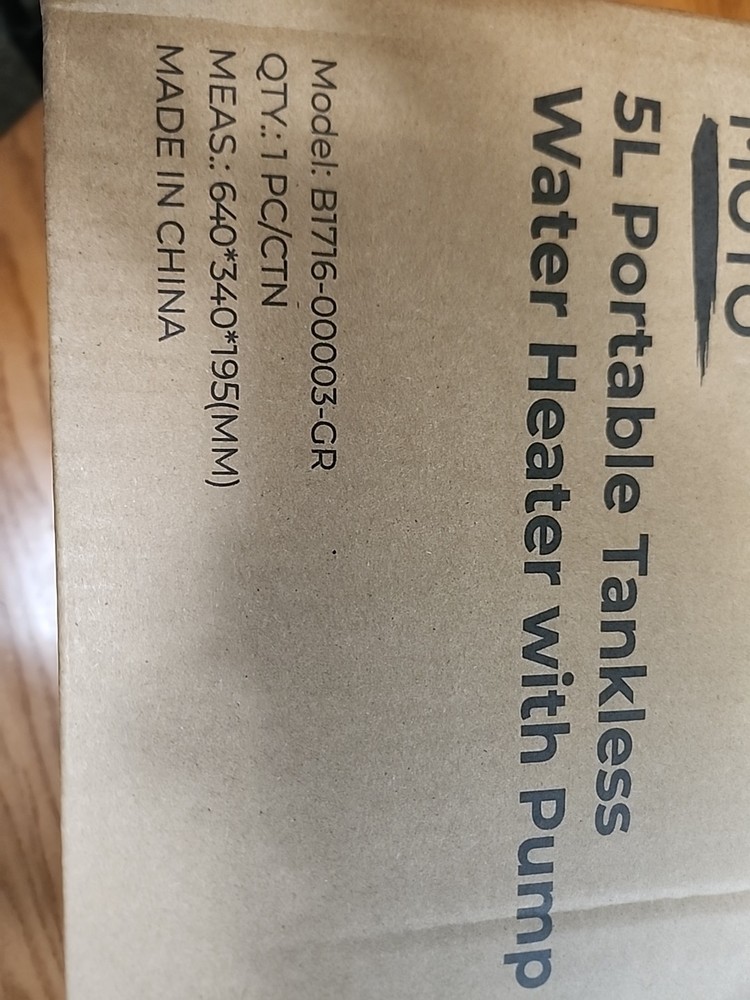 5L Portable Tankless
Water Heater with Pump
Model: B1716-00003-GR
QTY.: 1 PC/CTN
MEAS.: 640*340*195(MM)
MADE IN CHINA